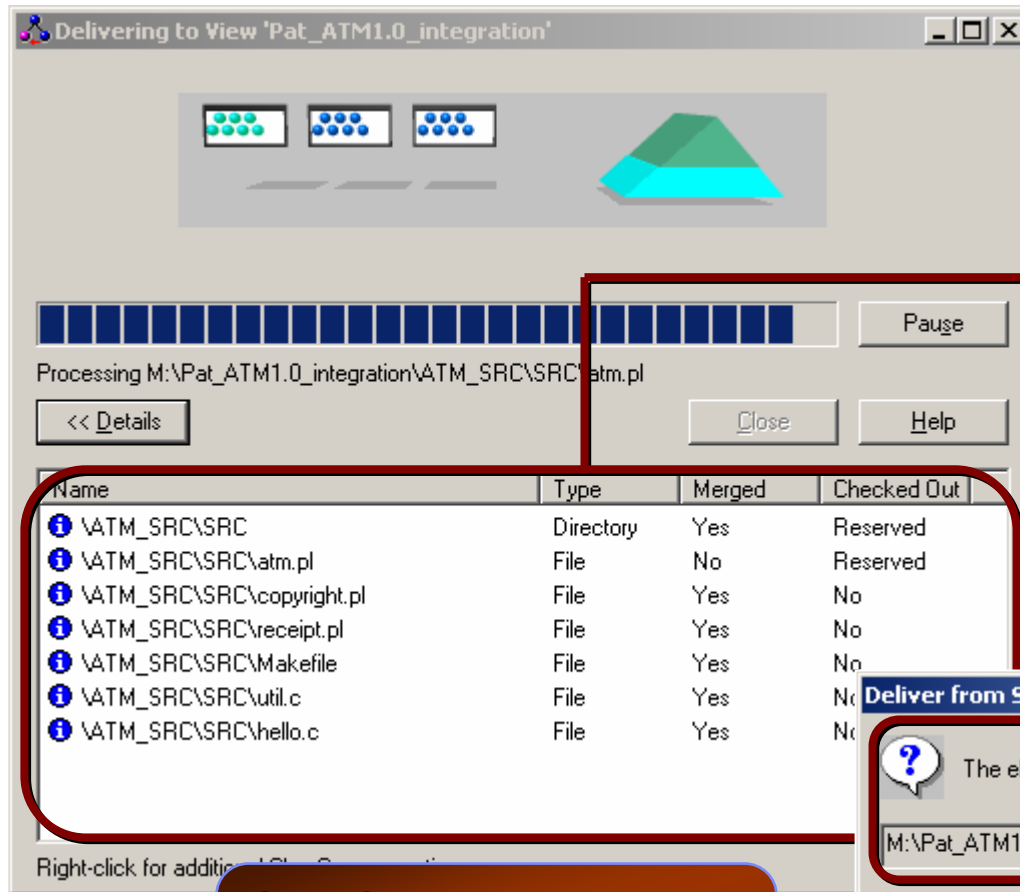 Delivering to View 'Pat_ATM1.0_integration'
Pause
Processing M:\Pat_ATM1.0_integration\ATM_SRC\SRC\atm.pl
<< Details
Close
Help
Name Type Merged Checked Out
\ATM_SRC\SRC Directory Yes Reserved
\ATM_SRC\SRC\atm.pl File No Reserved
\ATM_SRC\SRC\copyright.pl File Yes No
\ATM_SRC\SRC\receipt.pl File Yes No
\ATM_SRC\SRC\Makefile File Yes No
\ATM_SRC\SRC\util.c File Yes No
\ATM_SRC\SRC\hello.c File Yes No
Deliver from
The
M:\Pat_ATM1
Right-click for